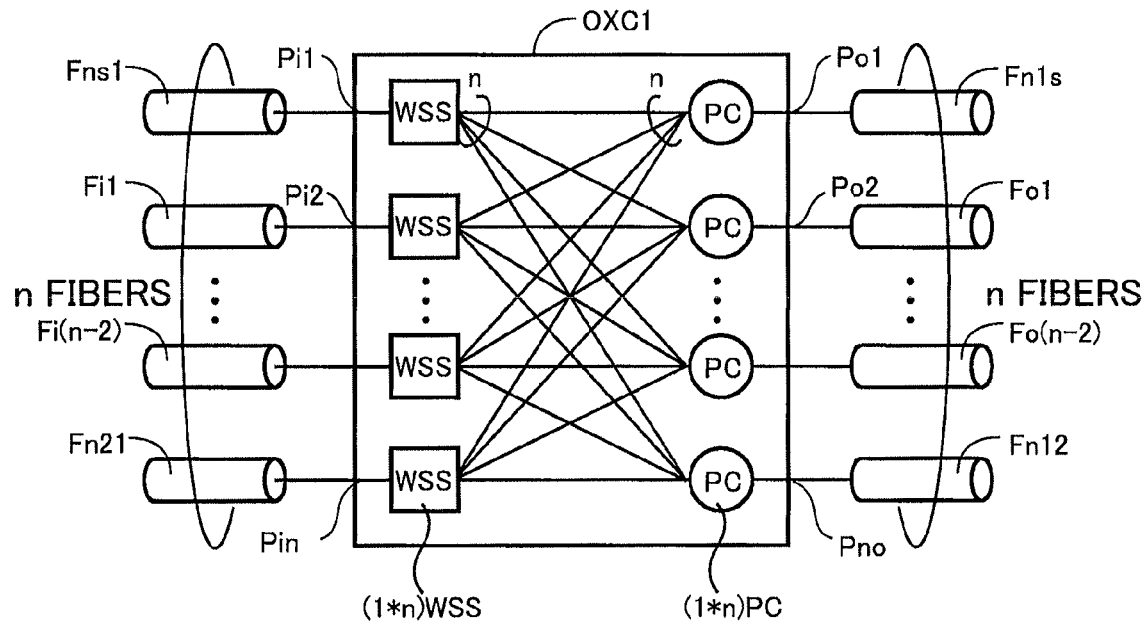 OXC1
Fns1
Pi1
n
n
Po1
Fn1s
WSS
PC
Fi1
Pi2
Po2
Fo1
WSS
PC
n FIBERS
n FIBERS
Fi(n-2)
Fo(n-2)
WSS
PC
Fn21
Fn12
WSS
PC
Pin
Pno
(1*n)WSS
(1*n)PC